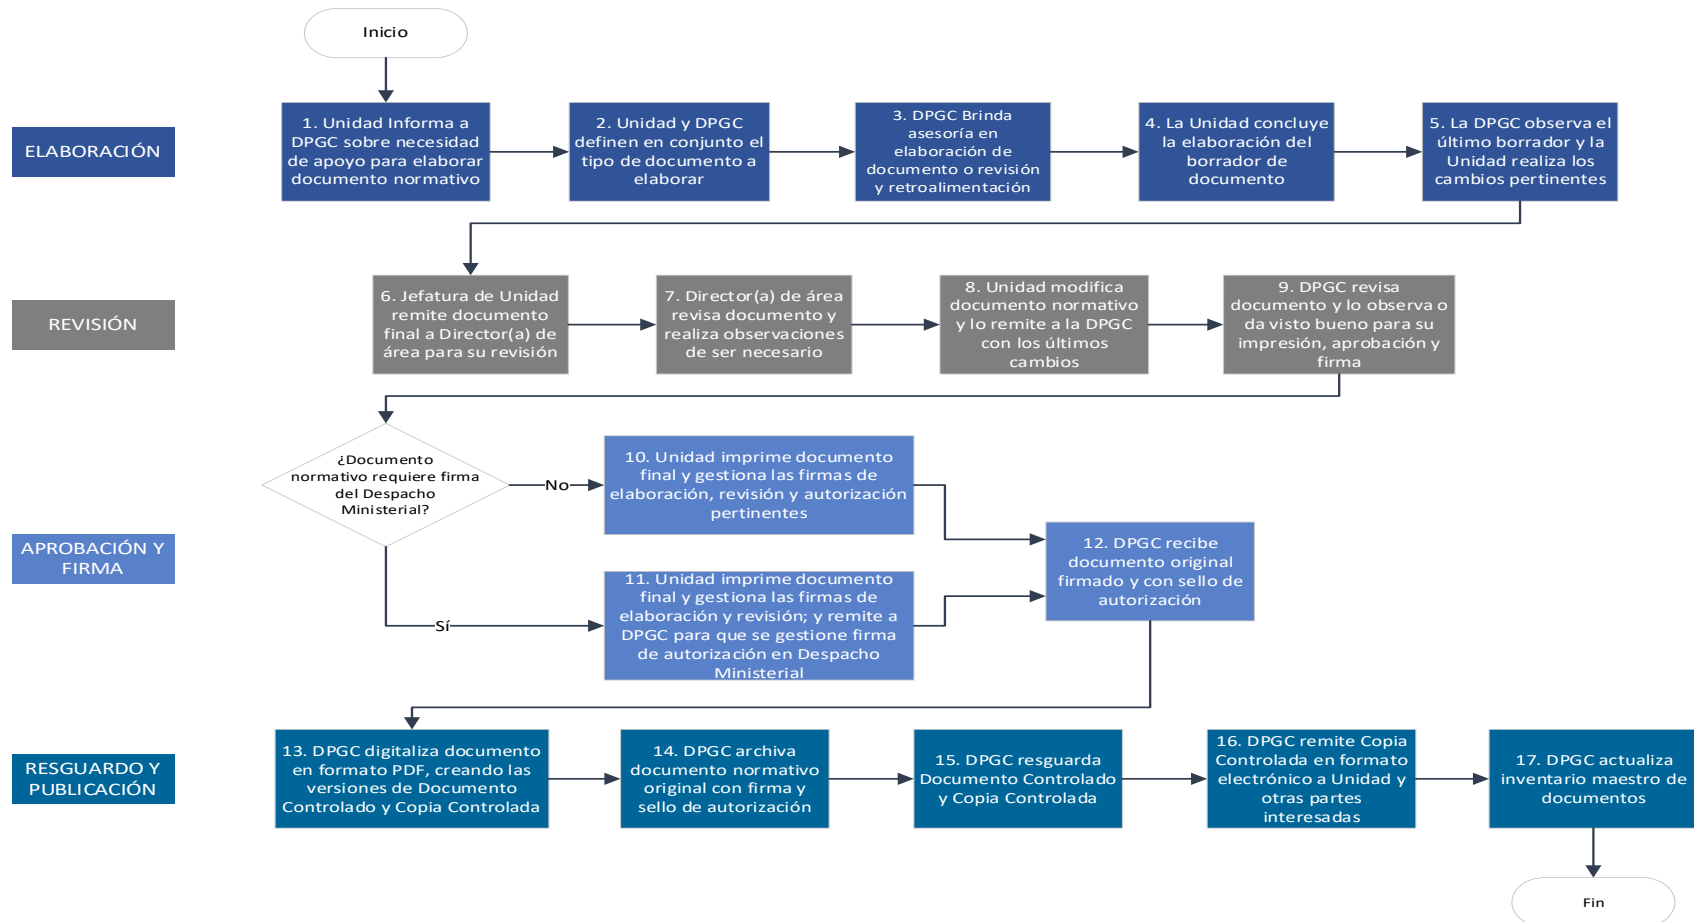 Inicio
ELABORACIÓN
1. Unidad Informa a
DPGC sobre necesidad
de apoyo para elaborar
documento normativo
2. Unidad y DPGC
definen en conjunto el
tipo de documento a
elaborar
3. DPGC Brinda
asesoría en
elaboración de
documento o revisión
y retroalimentación
4. La Unidad concluye
la elaboración del
borrador de
documento
5. La DPGC observa el
último borrador y la
Unidad realiza los
cambios pertinentes
REVISIÓN
6. Jefatura de Unidad
remite documento
final a Director(a) de
área para su revisión
7. Director(a) de área
revisa documento y
realiza observaciones
de ser necesario
8. Unidad modifica
documento normativo
y lo remite a la DPGC
con los últimos
cambios
9. DPGC revisa
documento y lo observa o
da visto bueno para su
impresión, aprobación y
firma
APROBACIÓN Y
FIRMA
¿Documento
normativo requiere firma
del Despacho
Ministerial?
No
10. Unidad imprime documento
final y gestiona las firmas de
elaboración, revisión y autorización
pertinentes
Sí
11. Unidad imprime documento
final y gestiona las firmas de
elaboración y revisión; y remite a
DPGC para que se gestione firma
de autorización en Despacho
Ministerial
12. DPGC recibe
documento original
firmado y con sello de
autorización
RESGUARDO Y
PUBLICACIÓN
13. DPGC digitaliza documento
en formato PDF, creando las
versiones de Documento
Controlado y Copia Controlada
14. DPGC archiva
documento normativo
original con firma y
sello de autorización
15. DPGC resguarda
Documento Controlado
y Copia Controlada
16. DPGC remite Copia
Controlada en formato
electrónico a Unidad y
otras partes
interesadas
17. DPGC actualiza
inventario maestro de
documentos
Fin